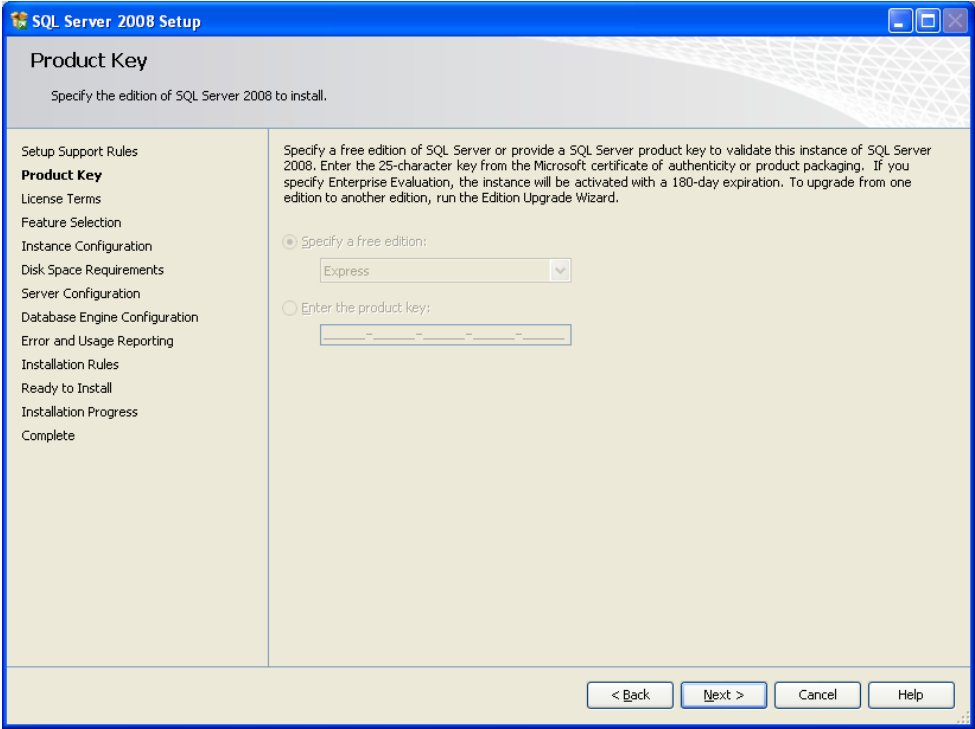 SQL Server 2008 Setup
Product Key
Specify the edition of SQL Server 2008 to install.
Setup Support Rules
Product Key
License Terms
Feature Selection
Instance Configuration
Disk Space Requirements
Server Configuration
Database Engine Configuration
Error and Usage Reporting
Installation Rules
Ready to Install
Installation Progress
Complete
Specify a free edition of SQL Server or provide a SQL Server product key to validate this instance of SQL Server
2008. Enter the 25-character key from the Microsoft certificate of authenticity or product packaging. If you
specify Enterprise Evaluation, the instance will be activated with a 180-day expiration. To upgrade from one
edition to another edition, run the Edition Upgrade Wizard.
Specify a free edition:
Express
Enter the product key:
_____-_____-_____-_____-_____
< Back
Next >
Cancel
Help